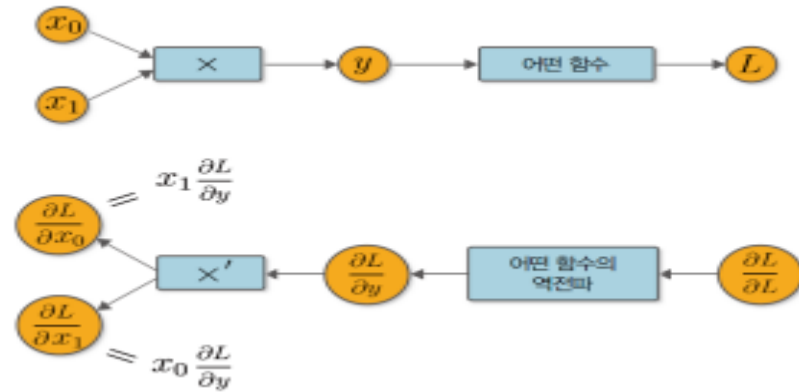 x₀
× y 어떤 함수 L
x₁
∂L/∂x₀ = x₁ ∂L/∂y
×′ ∂L/∂y 어떤 함수의 ∂L/∂L
역전파
∂L/∂x₁ = x₀ ∂L/∂y